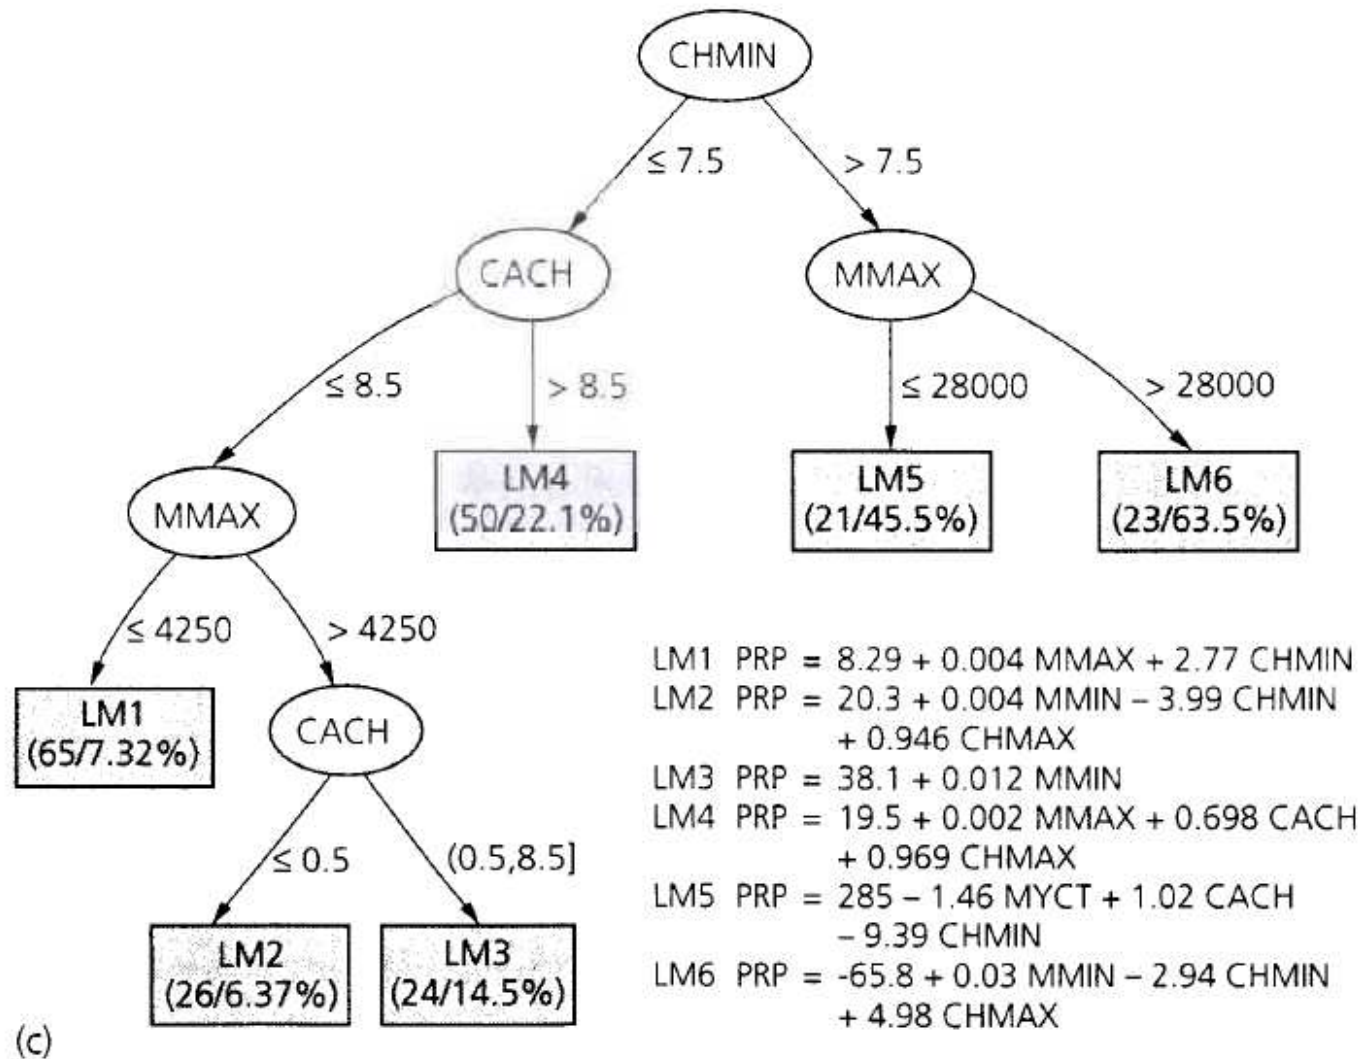 CHMIN
≤ 7.5
> 7.5
CACH
MMAX
≤ 8.5
> 8.5
≤ 28000
> 28000
MMAX
LM4
(50/22.1%)
LM5
(21/45.5%)
LM6
(23/63.5%)
≤ 4250
> 4250
LM1
(65/7.32%)
CACH
≤ 0.5
(0.5,8.5]
LM2
(26/6.37%)
LM3
(24/14.5%)
LM1 PRP = 8.29 + 0.004 MMAX + 2.77 CHMIN
LM2 PRP = 20.3 + 0.004 MMIN – 3.99 CHMIN
+ 0.946 CHMAX
LM3 PRP = 38.1 + 0.012 MMIN
LM4 PRP = 19.5 + 0.002 MMAX + 0.698 CACH
+ 0.969 CHMAX
LM5 PRP = 285 – 1.46 MYCT + 1.02 CACH
– 9.39 CHMIN
LM6 PRP = -65.8 + 0.03 MMIN – 2.94 CHMIN
+ 4.98 CHMAX
(c)